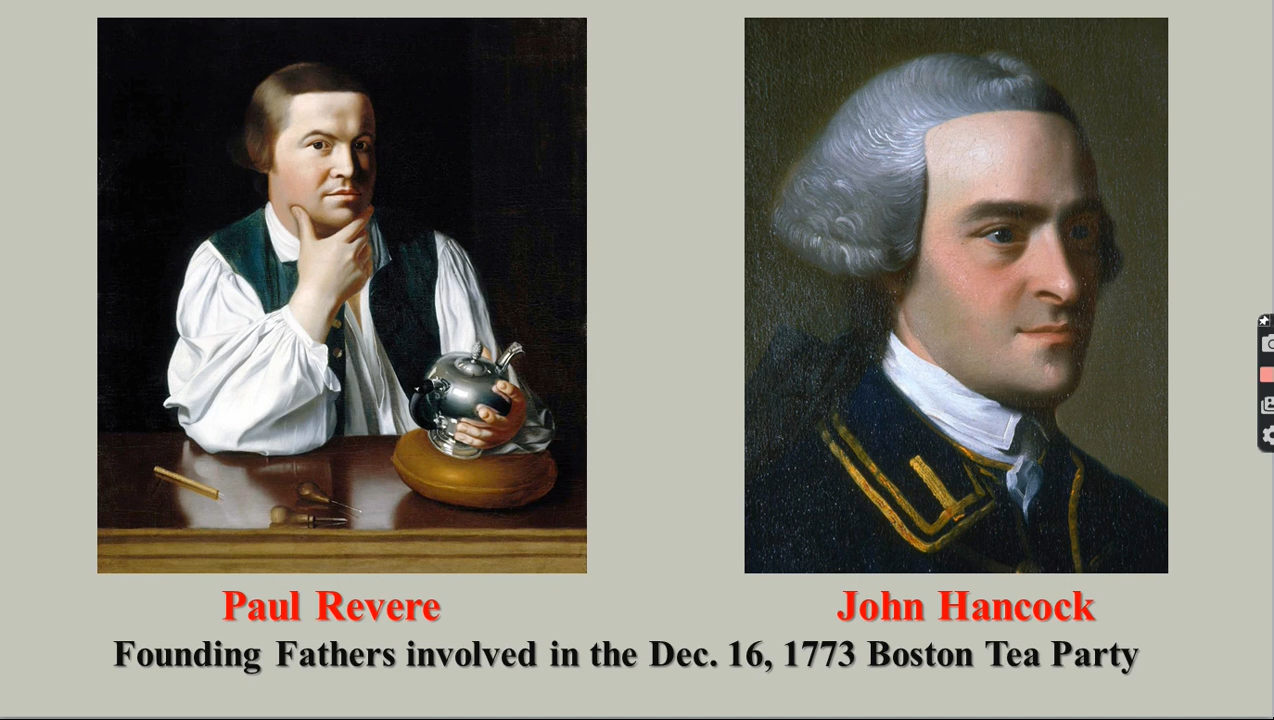 Paul Revere
John Hancock
Founding Fathers involved in the Dec. 16, 1773 Boston Tea Party